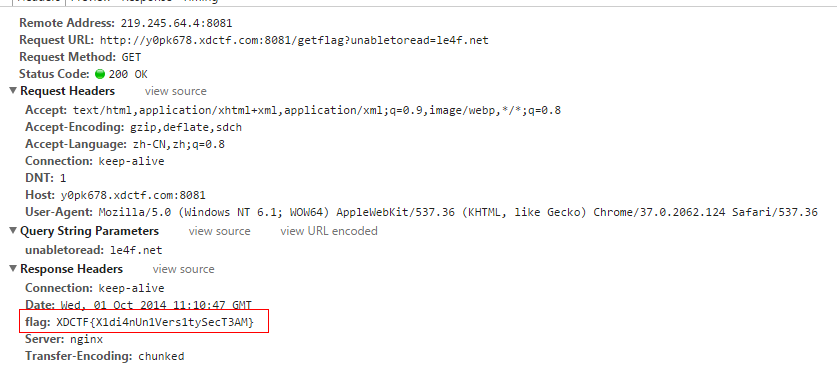 Remote Address: 219.245.64.4:8081
Request URL: http://y0pk678.xdctf.com:8081/getflag?unabletoread=le4f.net
Request Method: GET
Status Code: 200 OK
Request Headers view source
Accept: text/html,application/xhtml+xml,application/xml;q=0.9,image/webp,*/*;q=0.8
Accept-Encoding: gzip,deflate,sdch
Accept-Language: zh-CN,zh;q=0.8
Connection: keep-alive
DNT: 1
Host: y0pk678.xdctf.com:8081
User-Agent: Mozilla/5.0 (Windows NT 6.1; WOW64) AppleWebKit/537.36 (KHTML, like Gecko) Chrome/37.0.2062.124 Safari/537.36
Query String Parameters view source view URL encoded
unabletoread: le4f.net
Response Headers view source
Connection: keep-alive
Date: Wed, 01 Oct 2014 11:10:47 GMT
flag: XDCTF{X1di4nUn1Vers1tySecT3AM}
Server: nginx
Transfer-Encoding: chunked